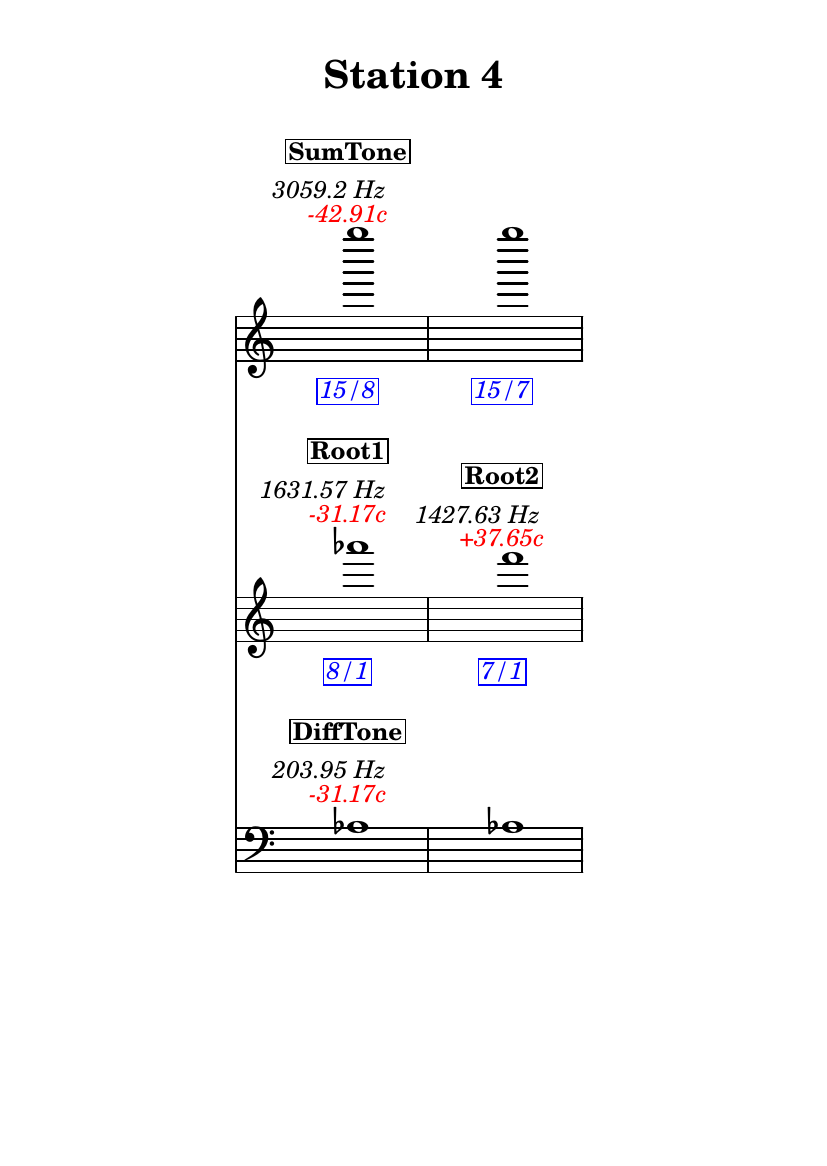 Station 4
SumTone
3059.2 Hz
-42.91c
15/8
15/7
Root1
1631.57 Hz
-31.17c
Root2
1427.63 Hz
+37.65c
8/1
7/1
DiffTone
203.95 Hz
-31.17c